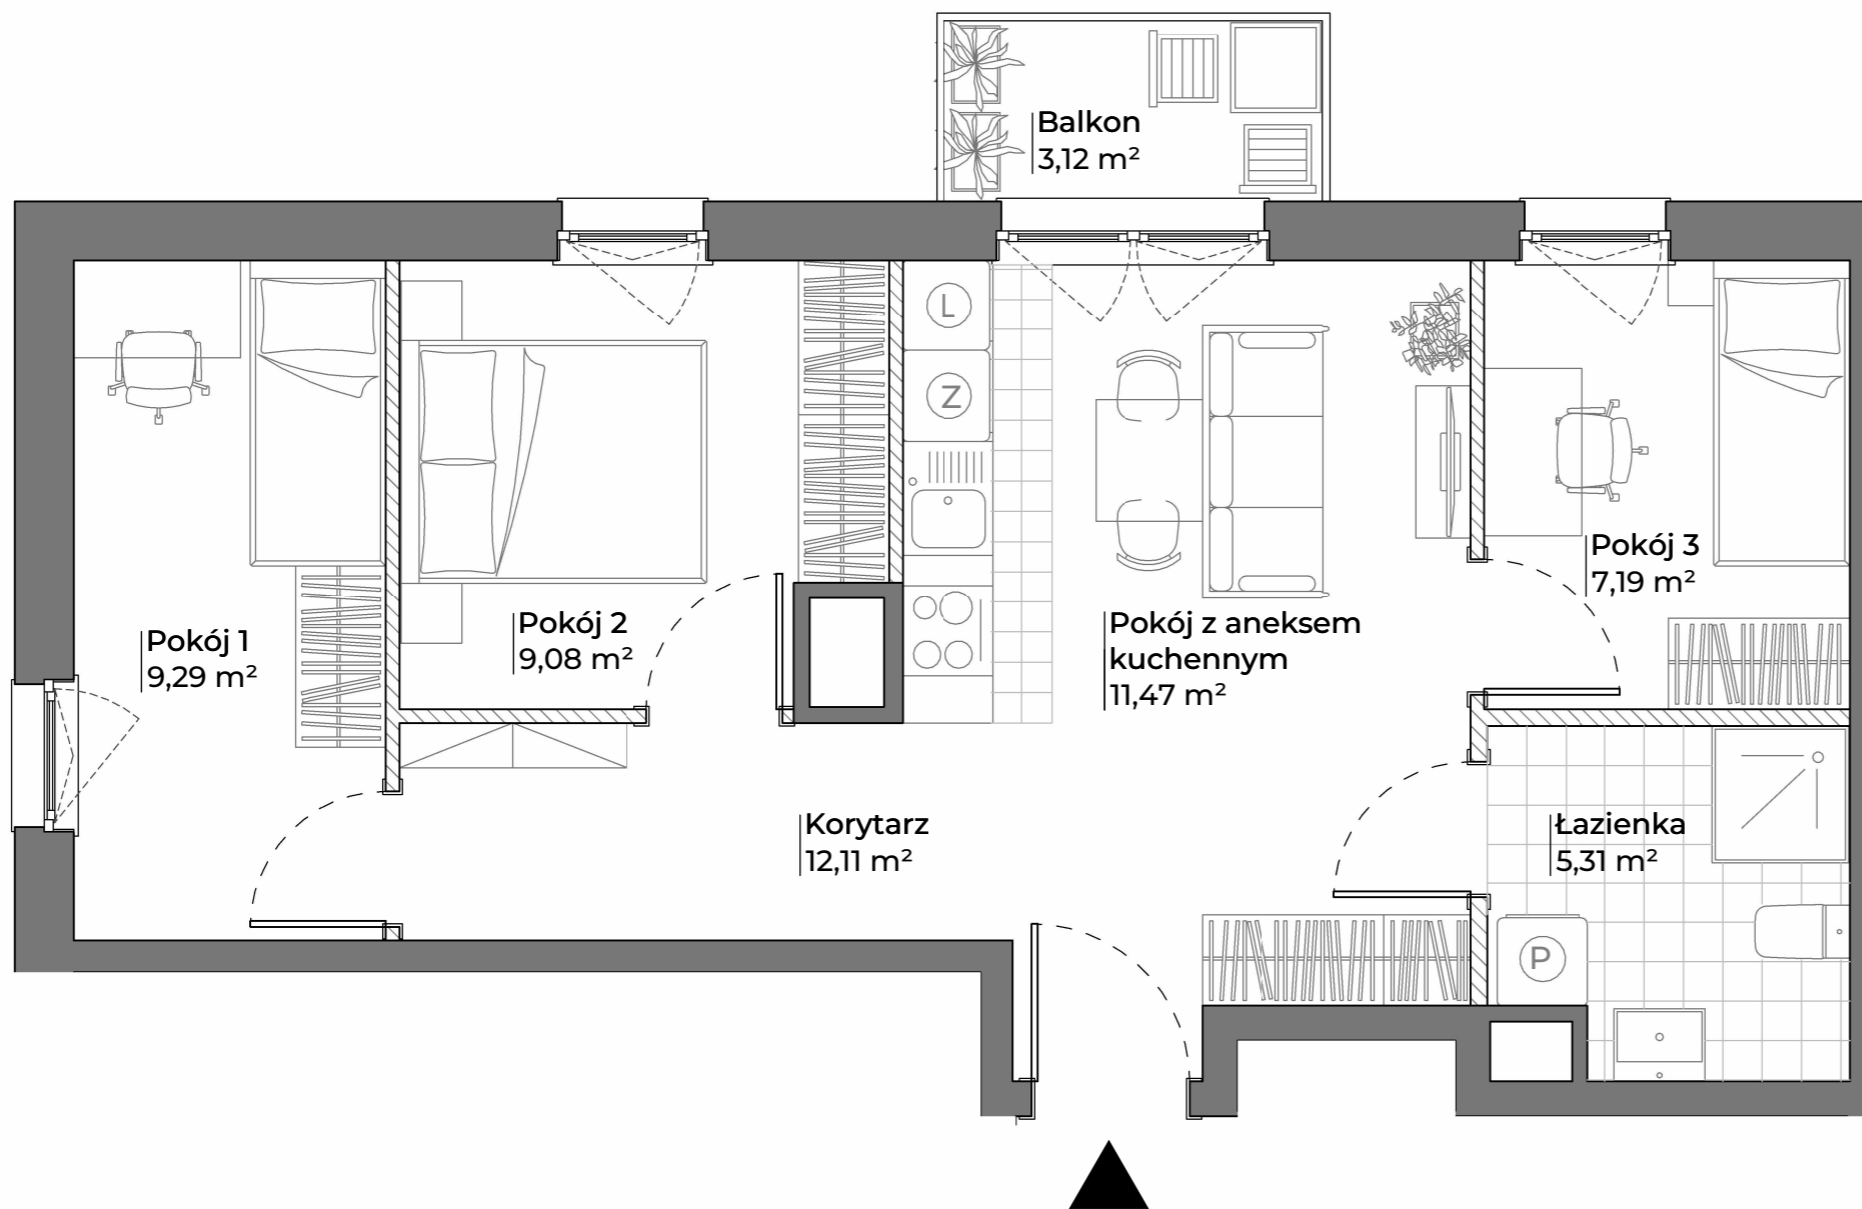 Balkon
3,12 m²
L
Z
Pokój 3
7,19 m²
Pokój 1
9,29 m²
Pokój 2
9,08 m²
Pokój z aneksem
kuchennym
11,47 m²
Korytarz
12,11 m²
Łazienka
5,31 m²
P